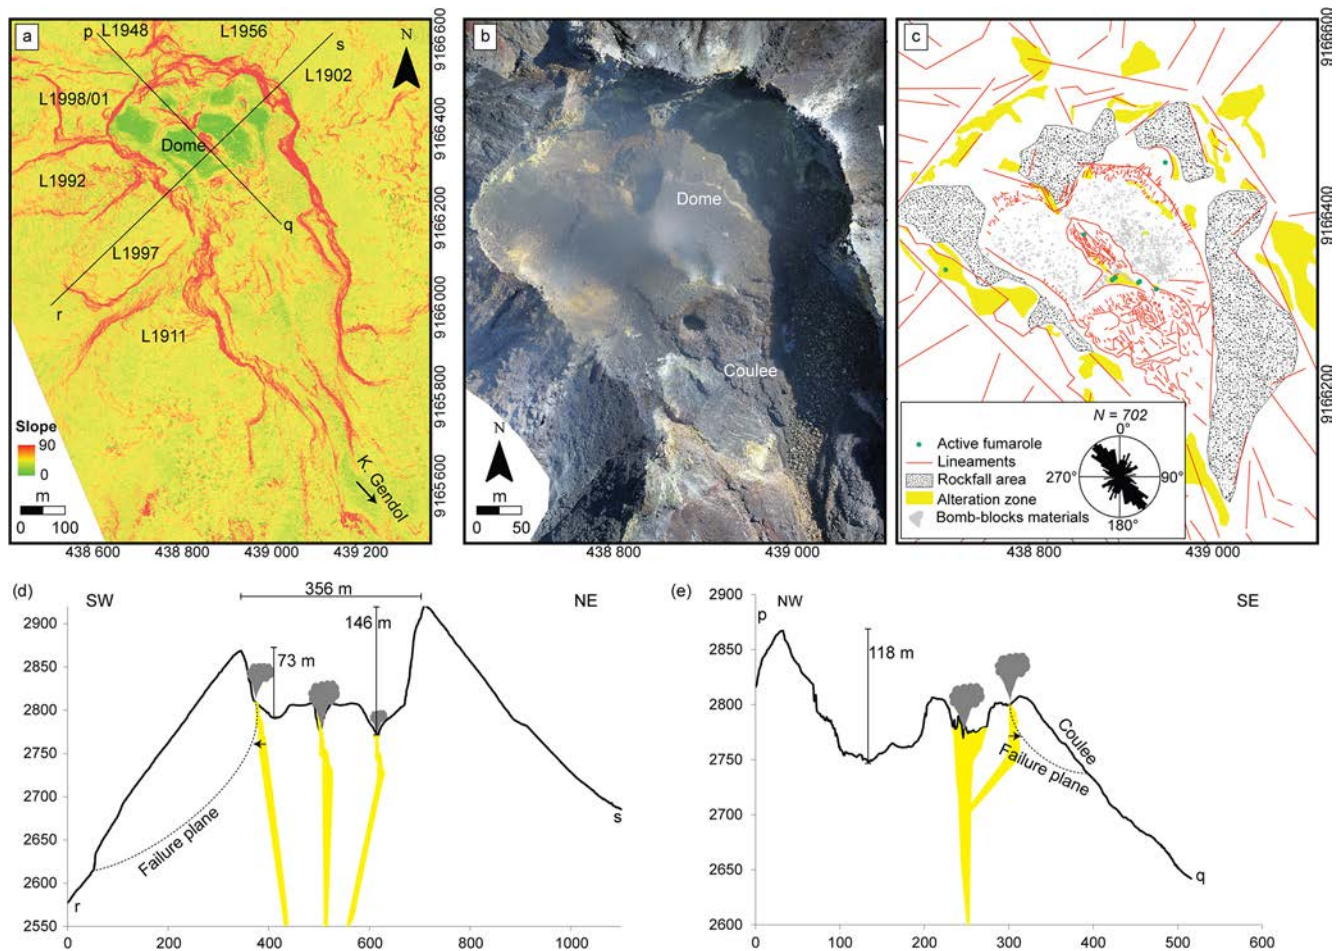 a
p
L1948
L1956
N
s
L1902
L1998/01
Dome
L1992
q
L1997
r
L1911
Slope
90
0
m
0 100
K. Gendol
438 600 438 800 439 000 439 200
9166600
9166400
9166200
9166000
9165800
9165600
b
Dome
Coulee
N
m
0 50
438 800 439 000
c
N = 702
0°
270° 90°
180°
Active fumarole
Lineaments
Rockfall area
Alteration zone
Bomb-blocks materials
438 800 439 000
9166600
9166400
9166200
(d)
SW
356 m
NE
146 m
73 m
Failure plane
r
s
2900
2850
2800
2750
2700
2650
2600
2550
0 200 400 600 800 1000
(e)
p
NW
SE
118 m
Coulee
Failure plane
q
2900
2850
2800
2750
2700
2650
2600
0 100 200 300 400 500 600